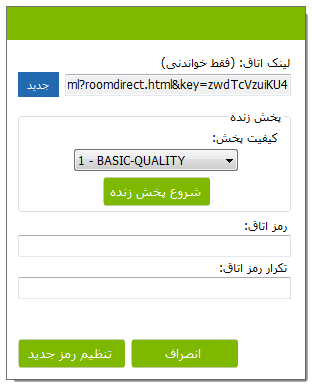 لینک اتاق: (فقط خواندنی)
جدید ml?roomdirect.html&key=zwdTcVzuiKU4
پخش زنده
کیفیت پخش:
1 - BASIC-QUALITY
شروع پخش زنده
رمز اتاق:
تکرار رمز اتاق:
انصراف تنظیم رمز جدید